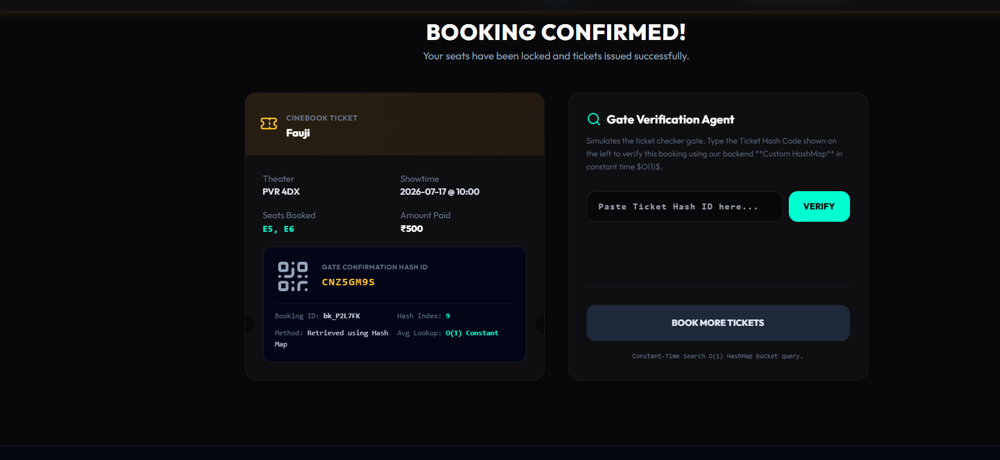 BOOKING CONFIRMED!
Your seats have been locked and tickets issued successfully.
CINEBOOK TICKET
Fauji
Theater
PVR 4DX
Showtime
2026-07-17 @ 10:00
Seats Booked
E5, E6
Amount Paid
₹500
GATE CONFIRMATION HASH ID
CNZ5GM9S
Booking ID: bk_P2L7FK
Hash Index: 9
Method: Retrieved using Hash
Map
Avg Lookup: O(1) Constant
Gate Verification Agent
Simulates the ticket checker gate. Type the Ticket Hash Code shown on
the left to verify this booking using our backend **Custom HashMap** in
constant time $O(1)$.
Paste Ticket Hash ID here...
VERIFY
BOOK MORE TICKETS
Constant-Time Search O(1) HashMap bucket query.